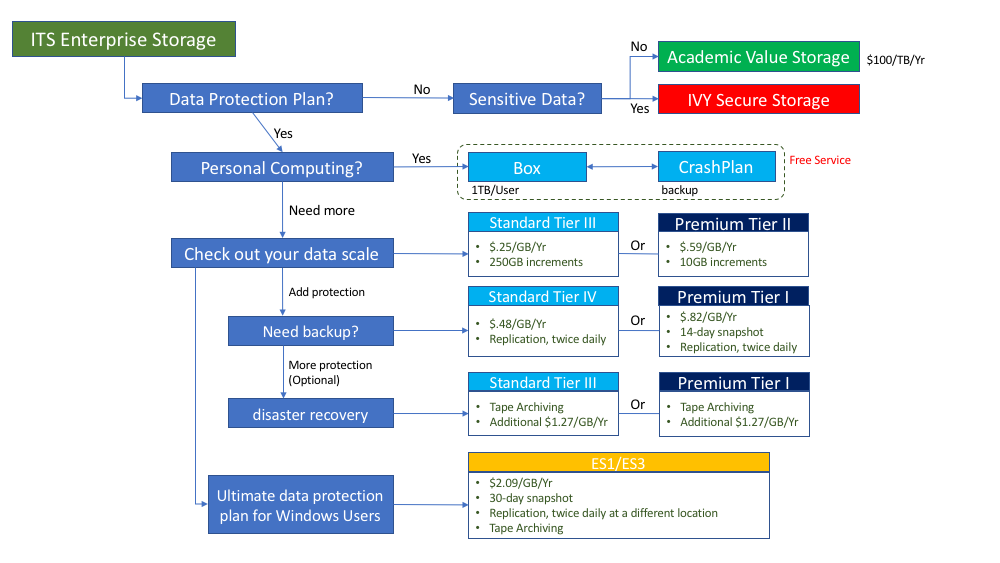 ITS Enterprise Storage
No
Academic Value Storage
$100/TB/Yr
Data Protection Plan?
No
Sensitive Data?
Yes
IVY Secure Storage
Yes
Personal Computing?
Yes
Box
CrashPlan
Free Service
1TB/User
backup
Need more
Check out your data scale
Standard Tier III
• $.25/GB/Yr
• 250GB increments
Or
Premium Tier II
• $.59/GB/Yr
• 10GB increments
Add protection
Need backup?
Standard Tier IV
• $.48/GB/Yr
• Replication, twice daily
Or
Premium Tier I
• $.82/GB/Yr
• 14-day snapshot
• Replication, twice daily
More protection
(Optional)
disaster recovery
Standard Tier III
• Tape Archiving
• Additional $1.27/GB/Yr
Or
Premium Tier I
• Tape Archiving
• Additional $1.27/GB/Yr
Ultimate data protection
plan for Windows Users
ES1/ES3
• $2.09/GB/Yr
• 30-day snapshot
• Replication, twice daily at a different location
• Tape Archiving